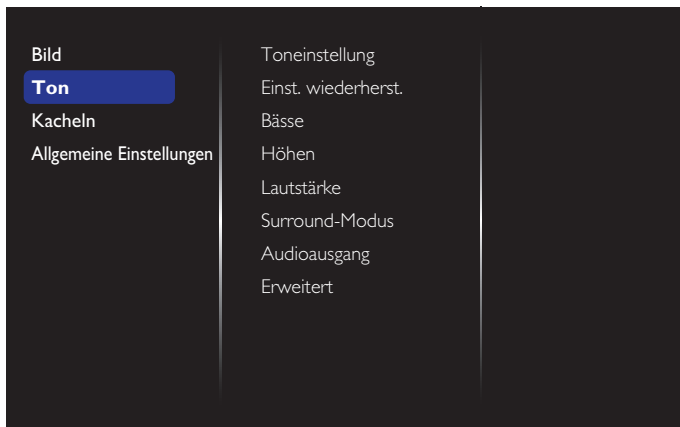 Bild
Ton
Kacheln
Allgemeine Einstellungen
Toneinstellung
Einst. wiederherst.
Bässe
Höhen
Lautstärke
Surround-Modus
Audioausgang
Erweitert